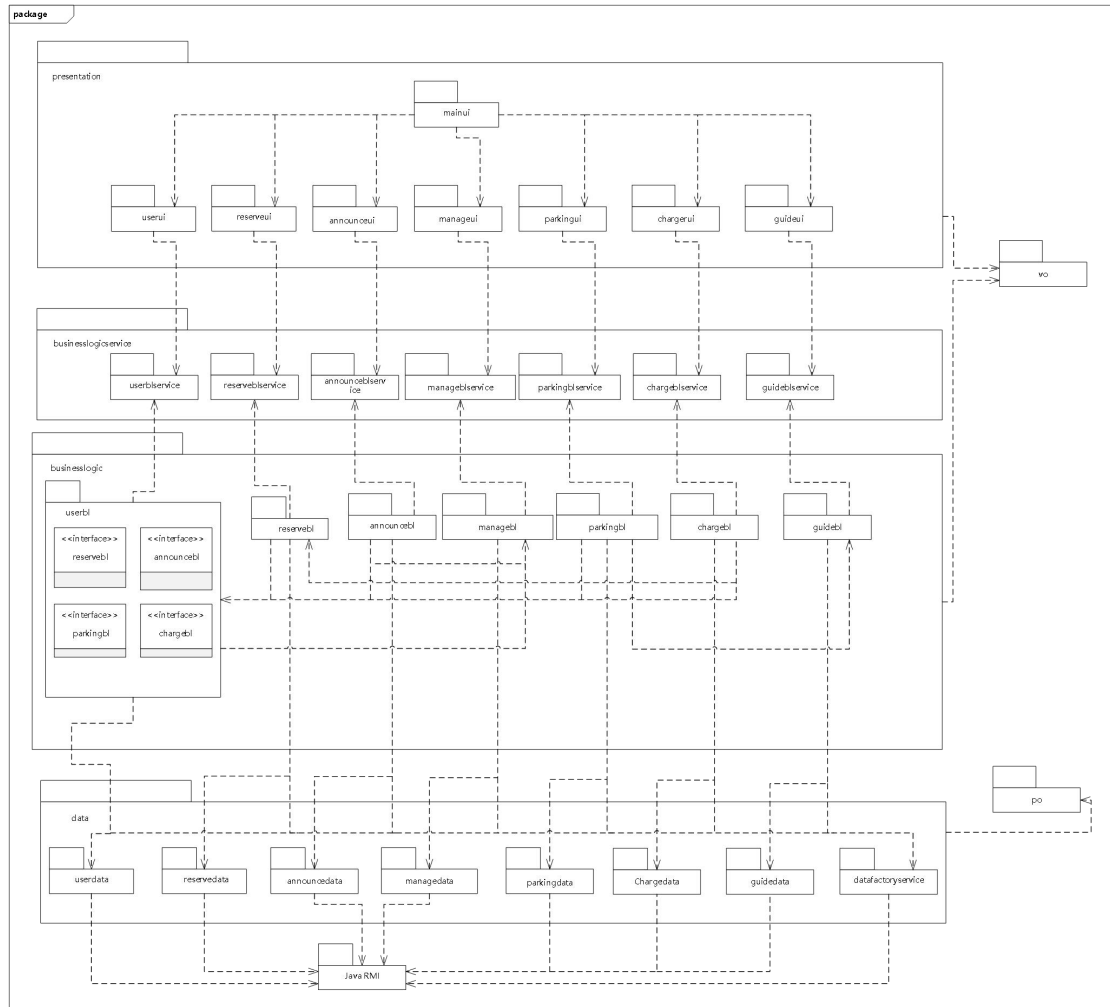 package
presentation
mainui
userui
reserveui
announceui
manageui
parkingui
chargerui
guideui
vo
businesslogicservice
userblservice
reserveblservice
announceblserv
ice
manageblservice
parkingblservice
chargeblservice
guideblservice
businesslogic
userbl
<<interface>>
reservebl
<<interface>>
announcebl
<<interface>>
parkingbl
<<interface>>
chargebl
reservebl
announcebl
managebl
parkingbl
chargebl
guidebl
po
data
userdata
reservedata
announcedata
managedata
parkingdata
Chargedata
guidedata
datafactoryservice
Java RMI